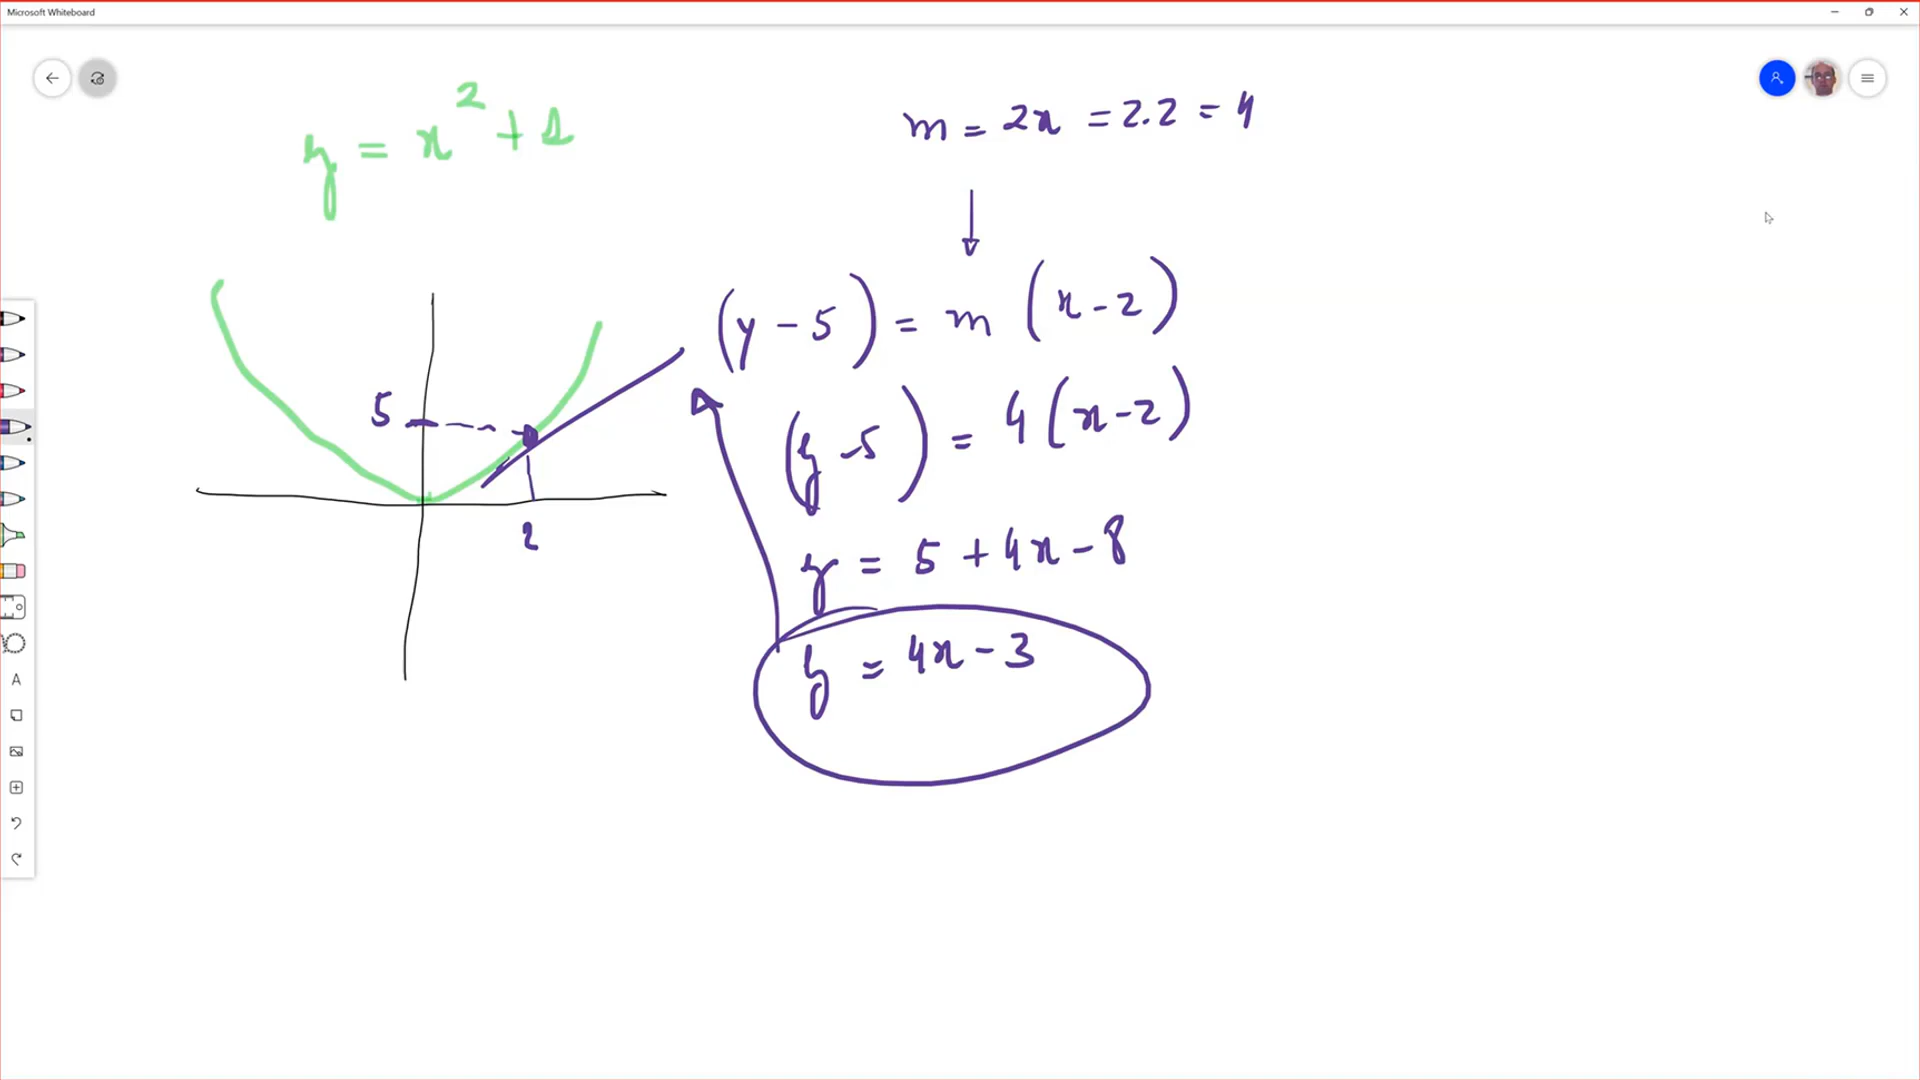 Microsoft Whiteboard
y = x² + 1
m = 2x = 2.2 = 4
(y - 5) = m (x - 2)
5
(y - 5) = 4 (x - 2)
2
y = 5 + 4x - 8
y = 4x - 3
A